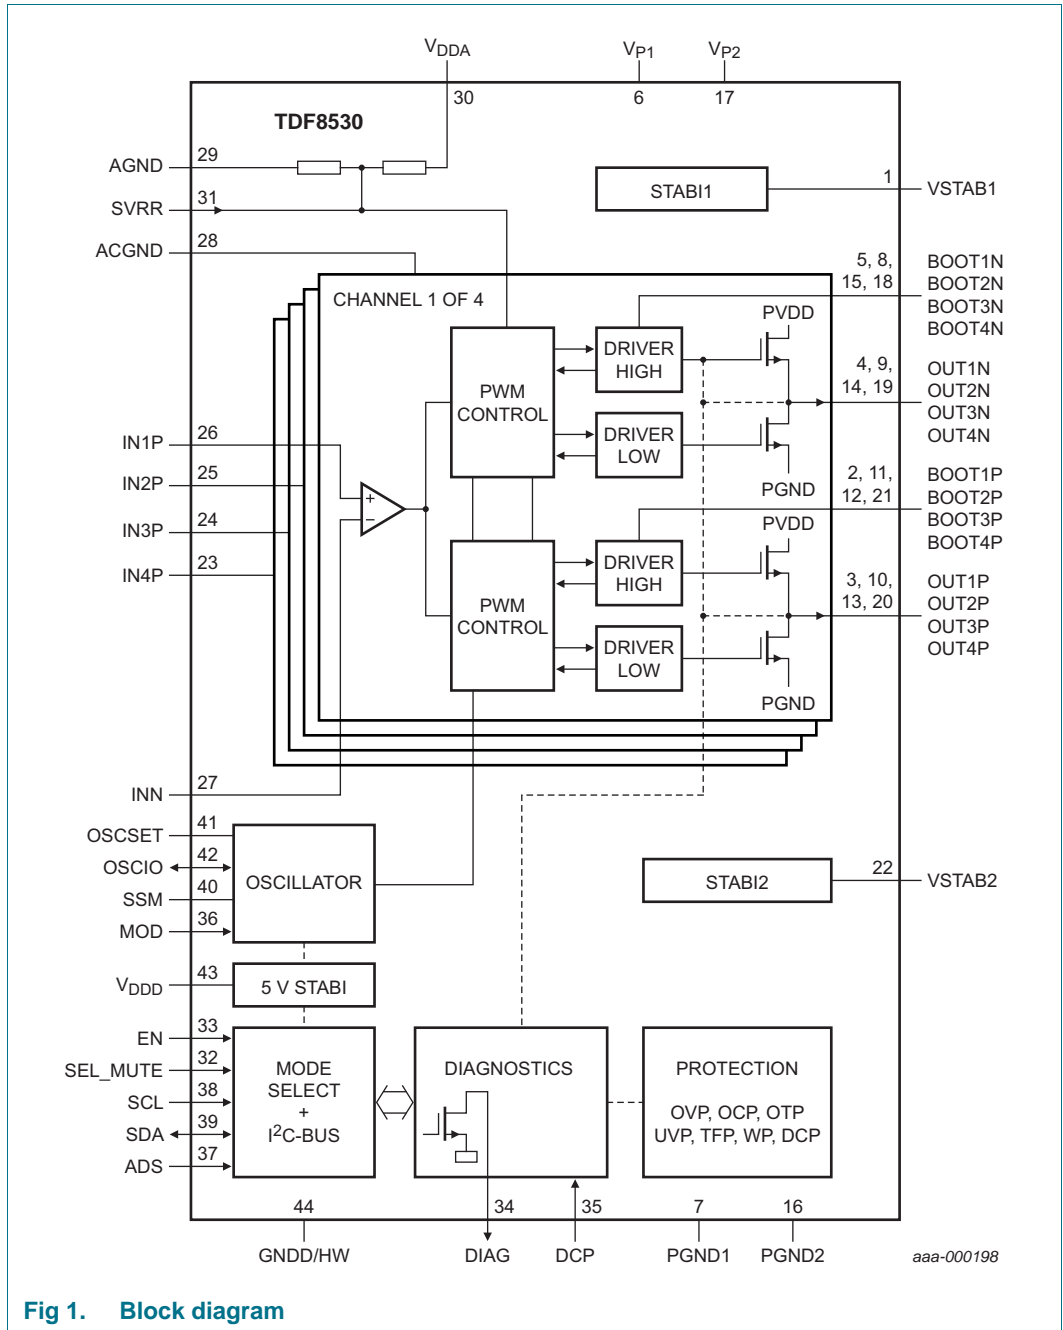 VDDA
VP1
VP2
30
6
17
TDF8530
AGND
29
SVRR
31
ACGND
28
STABI1
1
VSTAB1
CHANNEL 1 OF 4
5, 8,
15, 18
BOOT1N
BOOT2N
BOOT3N
BOOT4N
PVDD
PWM
CONTROL
DRIVER
HIGH
DRIVER
LOW
4, 9,
14, 19
OUT1N
OUT2N
OUT3N
OUT4N
PGND
IN1P
26
IN2P
25
IN3P
24
IN4P
23
+
−
2, 11,
12, 21
BOOT1P
BOOT2P
BOOT3P
BOOT4P
PVDD
PWM
CONTROL
DRIVER
HIGH
DRIVER
LOW
3, 10,
13, 20
OUT1P
OUT2P
OUT3P
OUT4P
PGND
INN
27
OSCSET
41
OSCIO
42
SSM
40
MOD
36
OSCILLATOR
STABI2
22
VSTAB2
VDDD
43
5 V STABI
EN
33
SEL_MUTE
32
SCL
38
SDA
39
ADS
37
MODE
SELECT
+
I²C-BUS
DIAGNOSTICS
PROTECTION
OVP, OCP, OTP
UVP, TFP, WP, DCP
44
34
35
7
16
GNDD/HW
DIAG
DCP
PGND1
PGND2
aaa-000198
Fig 1. Block diagram